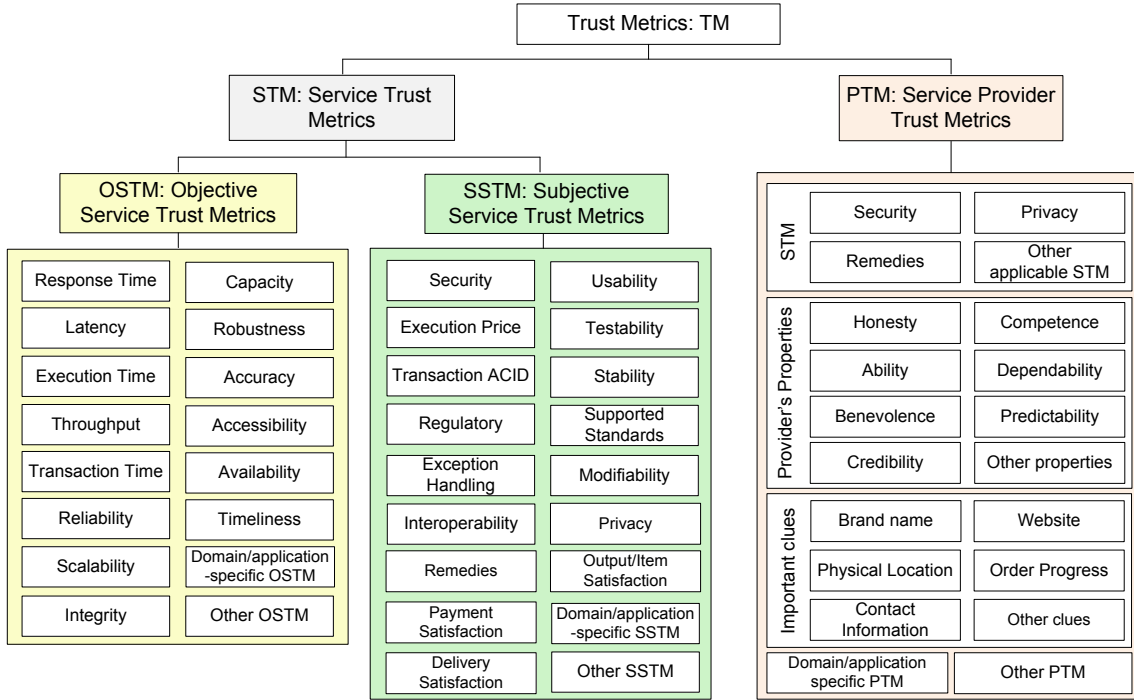 Trust Metrics: TM
STM: Service Trust
Metrics
PTM: Service Provider
Trust Metrics
OSTM: Objective
Service Trust Metrics
SSTM: Subjective
Service Trust Metrics
Response Time
Capacity
Latency
Robustness
Execution Time
Accuracy
Throughput
Accessibility
Transaction Time
Availability
Reliability
Timeliness
Scalability
Domain/application
-specific OSTM
Integrity
Other OSTM
Security
Usability
Execution Price
Testability
Transaction ACID
Stability
Regulatory
Supported
Standards
Exception
Handling
Modifiability
Interoperability
Privacy
Remedies
Output/Item
Satisfaction
Payment
Satisfaction
Domain/application
-specific SSTM
Delivery
Satisfaction
Other SSTM
STM
Security
Privacy
Remedies
Other
applicable STM
Provider's Properties
Honesty
Competence
Ability
Dependability
Benevolence
Predictability
Credibility
Other properties
Important clues
Brand name
Website
Physical Location
Order Progress
Contact
Information
Other clues
Domain/application
specific PTM
Other PTM